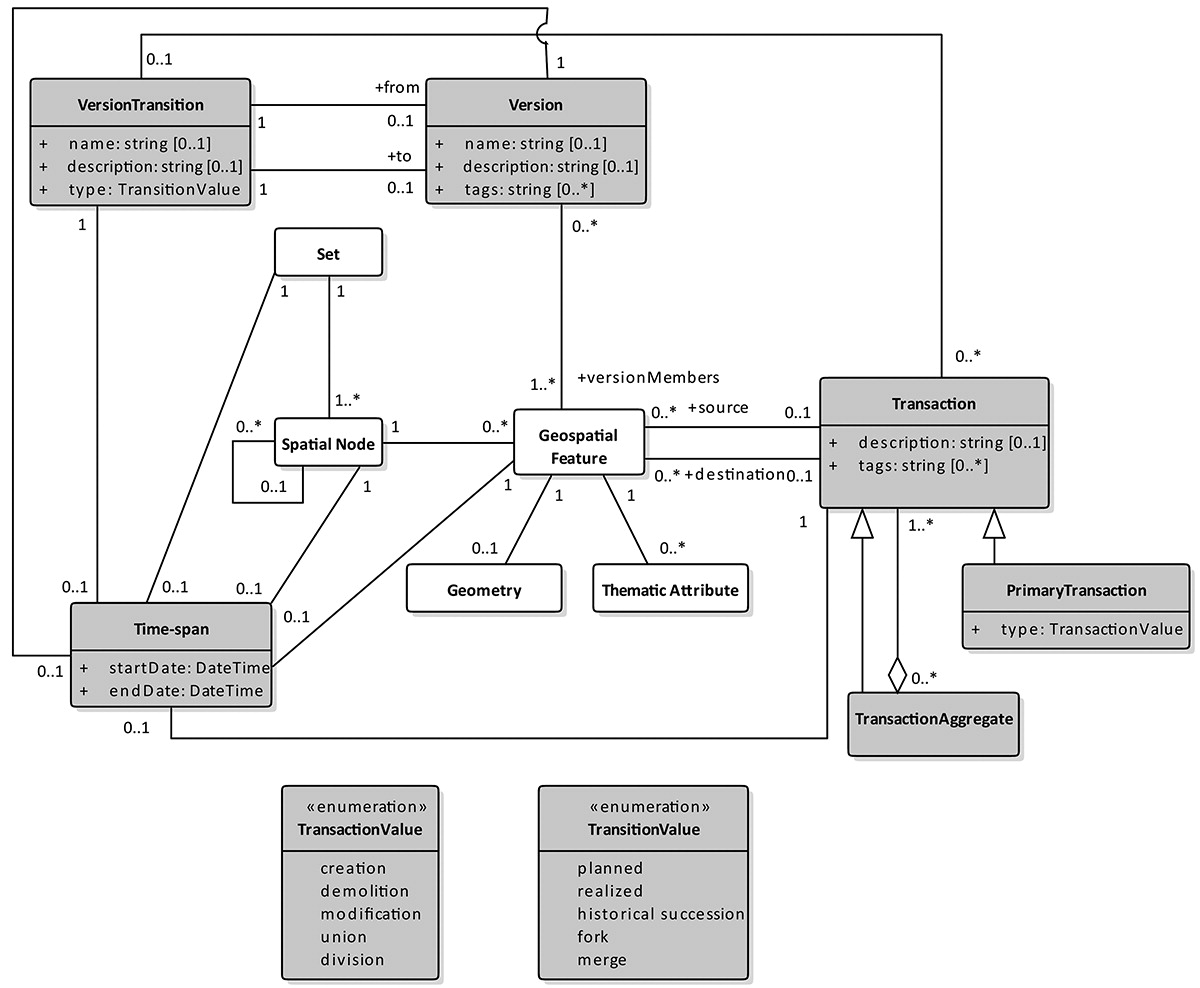 0..1
1
VersionTransition
+ name: string [0..1]
+ description: string [0..1]
+ type: TransitionValue
+from
1
0..1
+to
1
0..1
Version
+ name: string [0..1]
+ description: string [0..1]
+ tags: string [0..*]
1
0..*
Set
1
1
0..*
1..*
+versionMembers
Transaction
+ description: string [0..1]
+ tags: string [0..*]
1..*
0..*
0..1
Spatial Node
1
0..*
1
Geospatial
Feature
0..* +source
0..1
0..* +destination
0..1
1
1
1
1
1..*
0..1
0..*
Geometry
Thematic Attribute
PrimaryTransaction
+ type: TransactionValue
0..1
0..1
0..1
0..1
Time-span
+ startDate: DateTime
+ endDate: DateTime
0..1
0..1
0..*
TransactionAggregate
«enumeration»
TransactionValue
creation
demolition
modification
union
division
«enumeration»
TransitionValue
planned
realized
historical succession
fork
merge